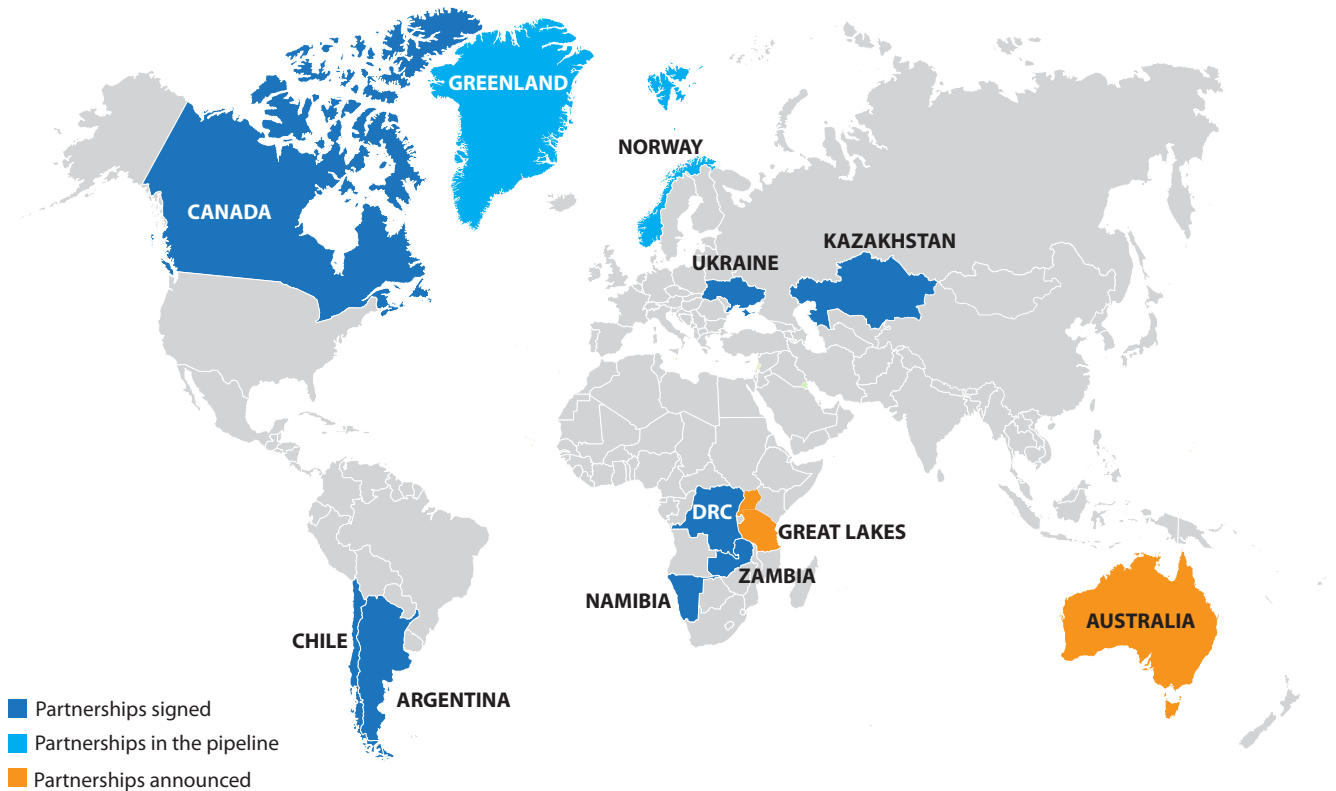 GREENLAND
NORWAY
CANADA
KAZAKHSTAN
UKRAINE
DRC
GREAT LAKES
ZAMBIA
NAMIBIA
AUSTRALIA
CHILE
ARGENTINA
Partnerships signed
Partnerships in the pipeline
Partnerships announced